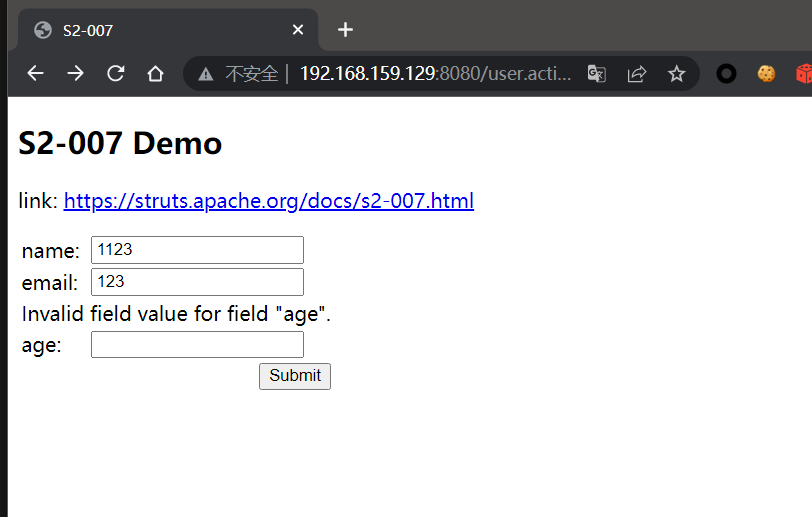 S2-007
不安全 | 192.168.159.129:8080/user.acti...
S2-007 Demo
link: https://struts.apache.org/docs/s2-007.html
name: 1123
email: 123
Invalid field value for field "age".
age:
Submit